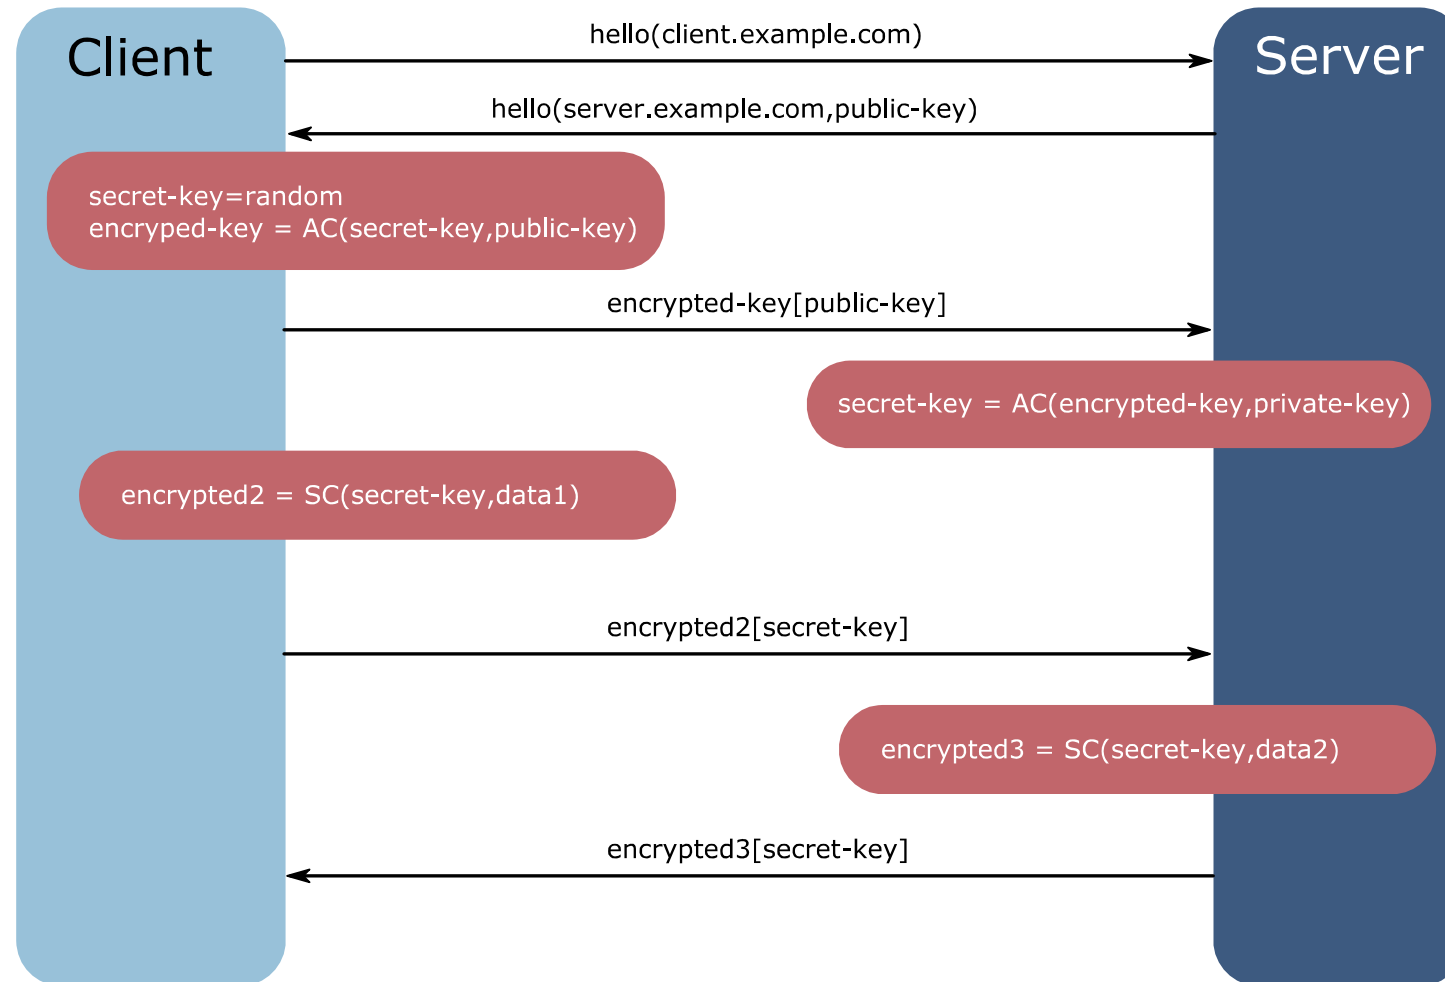 Client
Server
hello(client.example.com)
hello(server.example.com,public-key)
secret-key=random
encryped-key = AC(secret-key,public-key)
encrypted-key[public-key]
secret-key = AC(encrypted-key,private-key)
encrypted2 = SC(secret-key,data1)
encrypted2[secret-key]
encrypted3 = SC(secret-key,data2)
encrypted3[secret-key]